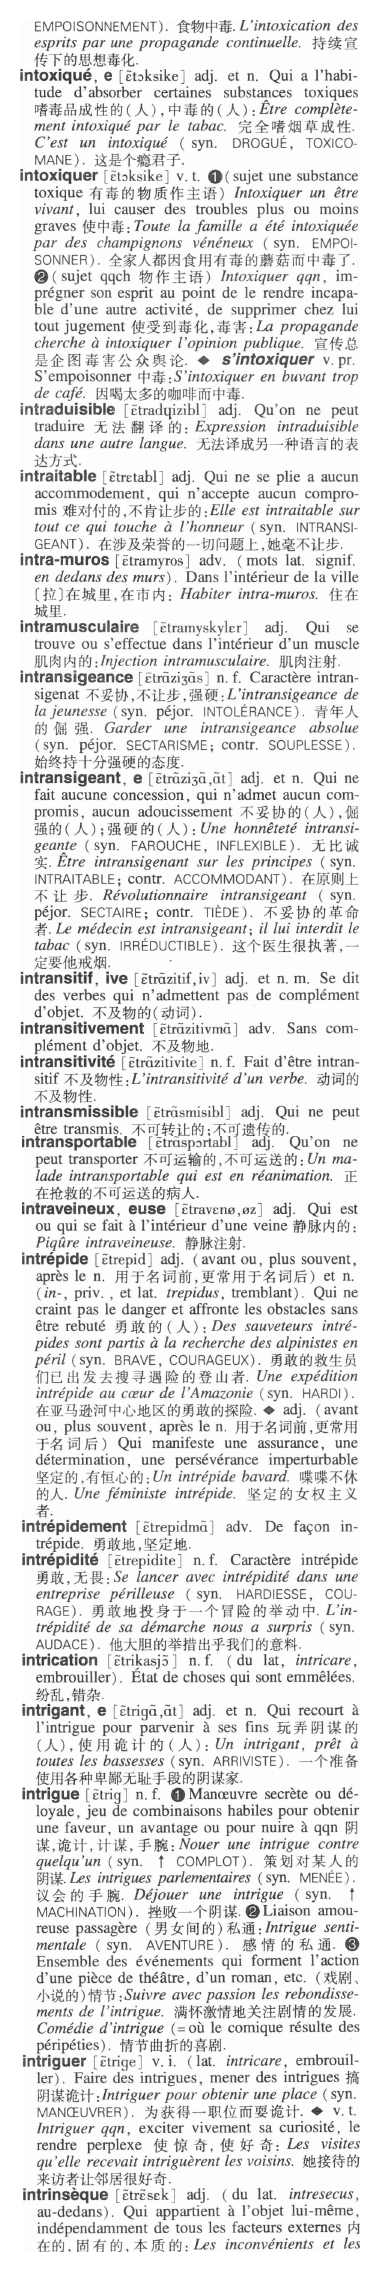 EMPOISONNEMENT). 食物中毒. L'intoxication des
esprits par une propagande continuelle. 持续宣
传下的思想毒化.
intoxiqué, e [ɛ̃tɔksike] adj. et n. Qui a l'habi-
tude d'absorber certaines substances toxiques
嗜毒品成性的(人), 中毒的(人): Être complète-
ment intoxiqué par le tabac. 完全嗜烟草成性.
C'est un intoxiqué ( syn. DROGUÉ, TOXICO-
MANE). 这是个瘾君子.
intoxiquer [ɛ̃tɔksike] v. t. ❶(sujet une substance
toxique 有毒的物质作主语) Intoxiquer un être
vivant, lui causer des troubles plus ou moins
graves 使中毒: Toute la famille a été intoxiquée
par des champignons vénéneux ( syn. EMPOI-
SONNER). 全家人都因食用有毒的蘑菇而中毒了.
❷(sujet qqch 物作主语) Intoxiquer qqn, im-
prégner son esprit au point de le rendre incapa-
ble d'une autre activité, de supprimer chez lui
tout jugement 使受到毒化, 毒害: La propagande
cherche à intoxiquer l'opinion publique. 宣传总
是企图毒害公众舆论. ◆ s'intoxiquer v. pr.
S'empoisonner 中毒: S'intoxiquer en buvant trop
de café. 因喝太多的咖啡而中毒.
intraduisible [ɛ̃tradɥizibl] adj. Qu'on ne peut
traduire 无法翻译的: Expression intraduisible
dans une autre langue. 无法译成另一种语言的表
达方式.
intraitable [ɛ̃trɛtabl] adj. Qui ne se plie a aucun
accommodement, qui n'accepte aucun compro-
mis 难对付的, 不肯让步的: Elle est intraitable sur
tout ce qui touche à l'honneur (syn. INTRANSI-
GEANT). 在涉及荣誉的一切问题上, 她毫不让步.
intra-muros [ɛ̃tramyros] adv. ( mots lat. signif.
en dedans des murs). Dans l'intérieur de la ville
[拉]在城里, 在市内: Habiter intra-muros. 住在
城里.
intramusculaire [ɛ̃tramyskylɛr] adj. Qui se
trouve ou s'effectue dans l'intérieur d'un muscle
肌肉内的: Injection intramusculaire. 肌肉注射.
intransigeance [ɛ̃trɑ̃ziʒɑ̃s] n. f. Caractère intran-
sigenat 不妥协, 不让步, 强硬: L'intransigeance de
la jeunesse (syn. péjor. INTOLÉRANCE). 青年人
的倔强. Garder une intransigeance absolue
(syn. péjor. SECTARISME; contr. SOUPLESSE).
始终持十分强硬的态度.
intransigeant, e [ɛ̃trɑ̃ziʒɑ̃, ɑ̃t] adj. et n. Qui ne
fait aucune concession, qui n'admet aucun com-
promis, aucun adoucissement 不妥协的(人), 倔
强的(人); 强硬的(人): Une honnêteté intransi-
geante ( syn. FAROUCHE, INFLEXIBLE). 无比诚
实. Être intransigenant sur les principes ( syn.
INTRAITABLE; contr. ACCOMMODANT). 在原则上
不让步. Révolutionnaire intransigeant ( syn.
péjor. SECTAIRE; contr. TIÈDE). 不妥协的革命
者. Le médecin est intransigeant; il lui interdit le
tabac (syn. IRRÉDUCTIBLE). 这个医生很执著, 一
定要他戒烟.
intransitif, ive [ɛ̃trɑ̃zitif, iv] adj. et n. m. Se dit
des verbes qui n'admettent pas de complément
d'objet. 不及物的(动词).
intransitivement [ɛ̃trɑ̃zitivmɑ̃] adv. Sans com-
plément d'objet. 不及物地.
intransitivité [ɛ̃trɑ̃zitivite] n. f. Fait d'être intran-
sitif 不及物性: L'intransitivité d'un verbe. 动词的
不及物性.
intransmissible [ɛ̃trɑ̃smisibl] adj. Qui ne peut
être transmis. 不可转让的; 不可遗传的.
intransportable [ɛ̃trɑ̃spɔrtabl] adj. Qu'on ne
peut transporter 不可运输的, 不可运送的: Un ma-
lade intransportable qui est en réanimation. 正
在抢救的不可运送的病人.
intraveineux, euse [ɛ̃travɛnø, øz] adj. Qui est
ou qui se fait à l'intérieur d'une veine 静脉内的:
Piqûre intraveineuse. 静脉注射.
intrépide [ɛ̃trepid] adj. (avant ou, plus souvent,
après le n. 用于名词前, 更常用于名词后) et n.
(in-, priv. , et lat. trepidus, tremblant). Qui ne
craint pas le danger et affronte les obstacles sans
être rebuté 勇敢的(人): Des sauveteurs intré-
pides sont partis à la recherche des alpinistes en
péril (syn. BRAVE, COURAGEUX). 勇敢的救生员
们已出发去搜寻遇险的登山者. Une expédition
intrépide au cœur de l'Amazonie (syn. HARDI).
在亚马逊河中心地区的勇敢的探险. ◆ adj. (avant
ou, plus souvent, après le n. 用于名词前, 更常用
于名词后) Qui manifeste une assurance, une
détermination, une persévérance imperturbable
坚定的, 有恒心的: Un intrépide bavard. 喋喋不休
的人. Une féministe intrépide. 坚定的女权主义
者.
intrépidement [ɛ̃trepidmɑ̃] adv. De façon in-
trépide. 勇敢地, 坚定地.
intrépidité [ɛ̃trepidite] n. f. Caractère intrépide
勇敢, 无畏: Se lancer avec intrépidité dans une
entreprise périlleuse ( syn. HARDIESSE, COU-
RAGE). 勇敢地投身于一个冒险的举动中. L'in-
trépidité de sa démarche nous a surpris (syn.
AUDACE). 他大胆的举措出乎我们的意料.
intrication [ɛ̃trikasjɔ̃] n. f. ( du lat, intricare,
embrouiller). État de choses qui sont emmêlées.
纷乱, 错杂.
intrigant, e [ɛ̃trigɑ̃, ɑ̃t] adj. et n. Qui recourt à
l'intrigue pour parvenir à ses fins 玩弄阴谋的
(人), 使用诡计的(人): Un intrigant, prêt à
toutes les bassesses (syn. ARRIVISTE). 一个准备
使用各种卑鄙无耻手段的阴谋家.
intrigue [ɛ̃trig] n. f. ❶Manœuvre secrète ou dé-
loyale, jeu de combinaisons habiles pour obtenir
une faveur, un avantage ou pour nuire à qqn 阴
谋, 诡计, 计谋, 手腕: Nouer une intrigue contre
quelqu'un (syn. ↑ COMPLOT). 策划对某人的
阴谋. Les intrigues parlementaires (syn. MENÉE).
议会的手腕. Déjouer une intrigue (syn. ↑
MACHINATION). 挫败一个阴谋. ❷Liaison amou-
reuse passagère (男女间的)私通: Intrigue senti-
mentale ( syn. AVENTURE). 感情的私通. ❸
Ensemble des événements qui forment l'action
d'une pièce de théâtre, d'un roman, etc. (戏剧、
小说的)情节: Suivre avec passion les rebondisse-
ments de l'intrigue. 满怀激情地关注剧情的发展.
Comédie d'intrigue (=où le comique résulte des
péripéties). 情节曲折的喜剧.
intriguer [ɛ̃trige] v. i. (lat. intricare, embrouil-
ler). Faire des intrigues, mener des intrigues 搞
阴谋诡计: Intriguer pour obtenir une place (syn.
MANŒUVRER). 为获得一职位而耍诡计. ◆ v. t.
Intriguer qqn, exciter vivement sa curiosité, le
rendre perplexe 使惊奇, 使好奇: Les visites
qu'elle recevait intriguèrent les voisins. 她接待的
来访者让邻居很好奇.
intrinsèque [ɛ̃trɛ̃sɛk] adj. ( du lat. intresecus,
au-dedans). Qui appartient à l'objet lui-même,
indépendamment de tous les facteurs externes 内
在的, 固有的, 本质的: Les inconvénients et les